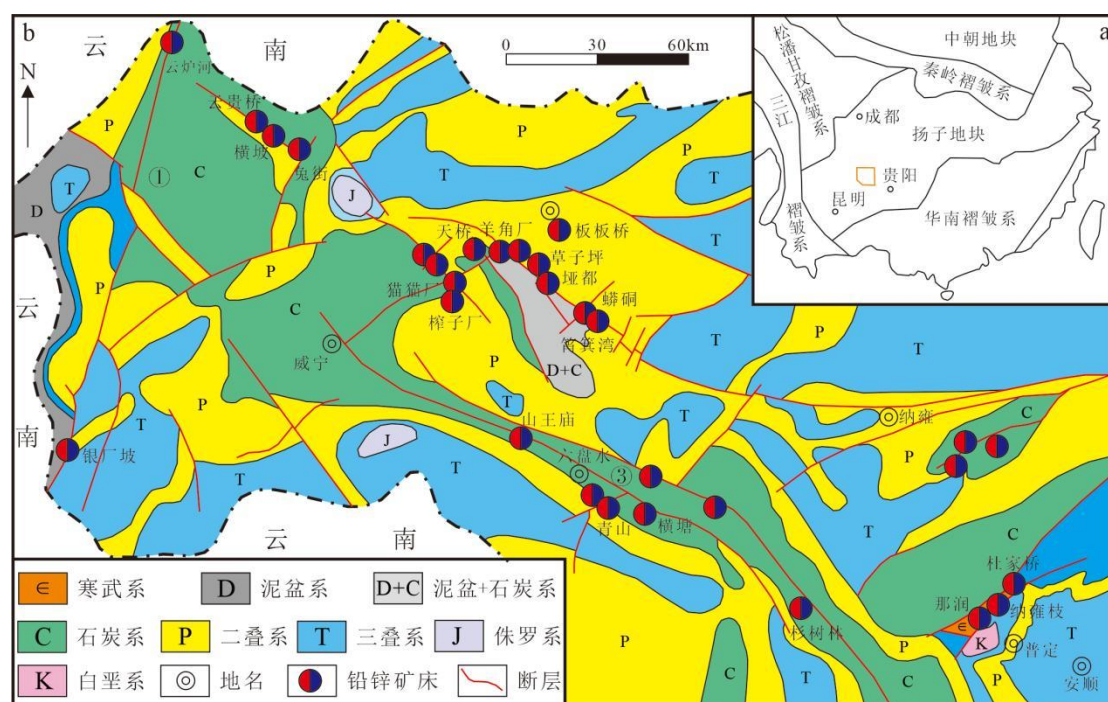 b
云
南
N
0
30
60km
云炉河
云贵桥
横坡
兔街
P
T
D
①
C
J
P
T
P
T
云
南
P
T
C
天桥
羊角厂
板板桥
草子坪
垭都
猫猫厂
榨子厂
蟒硐
筲箕湾
威宁
D+C
P
T
T
P
P
T
J
银厂坡
T
T
T
山王庙
六盘水
③
青山
横塘
纳雍
P
C
T
C
杜家桥
那润
纳雍枝
∈
K
普定
安顺
T
杉树林
P
P
C
T
C
P
云
南
a
松潘甘孜褶皱系
中朝地块
秦岭褶皱系
三江
褶皱系
成都
扬子地块
贵阳
昆明
华南褶皱系
∈ 寒武系
D 泥盆系
D+C 泥盆+石炭系
C 石炭系
P 二叠系
T 三叠系
J 侏罗系
K 白垩系
地名
铅锌矿床
断层